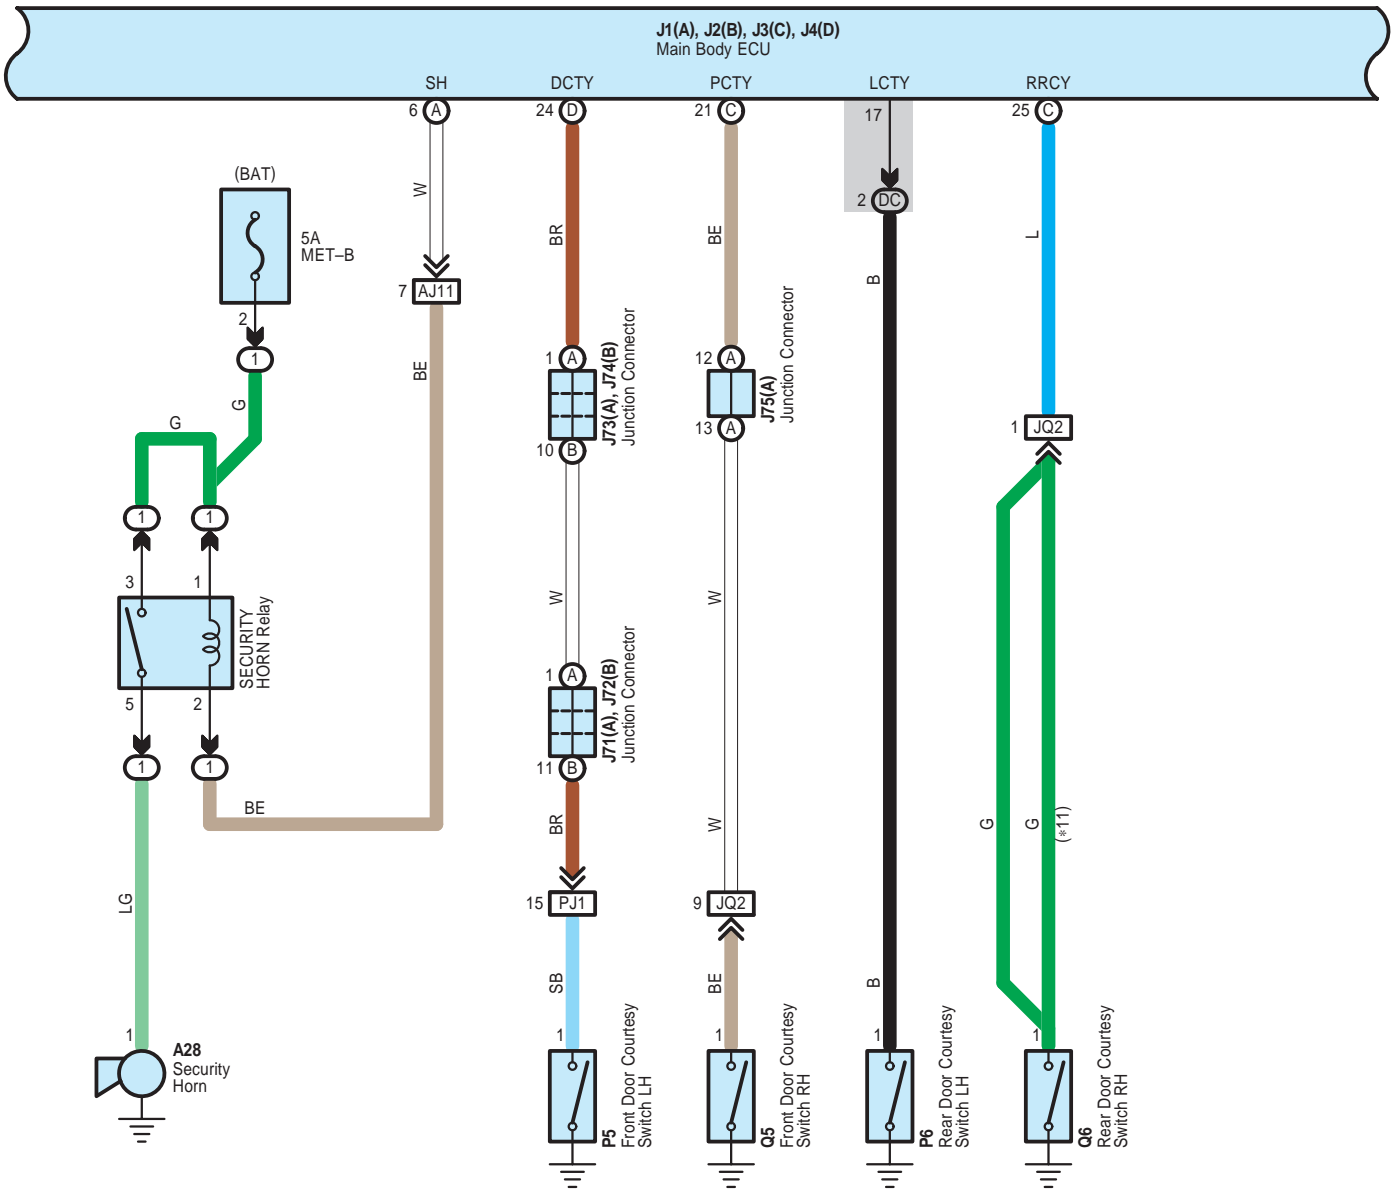 J1(A), J2(B), J3(C), J4(D)
Main Body ECU
SH
DCTY
PCTY
LCTY
RRCY
6 A
24 D
21 C
17
25 C
2 DC
(BAT)
5A
MET–B
2
1
W
BR
BE
B
L
7 AJ11
BE
G
G
1 A
J73(A), J74(B)
Junction Connector
10 B
12 A
J75(A)
Junction Connector
13 A
1 JQ2
1
1
3
1
SECURITY
HORN Relay
5
2
1
1
BE
W
W
1 A
J71(A), J72(B)
Junction Connector
11 B
BR
W
G
G
(*11)
LG
15 PJ1
9 JQ2
SB
BE
B
1
A28
Security
Horn
1
P5
Front Door Courtesy
Switch LH
1
Q5
Front Door Courtesy
Switch RH
1
P6
Rear Door Courtesy
Switch LH
1
Q6
Rear Door Courtesy
Switch RH